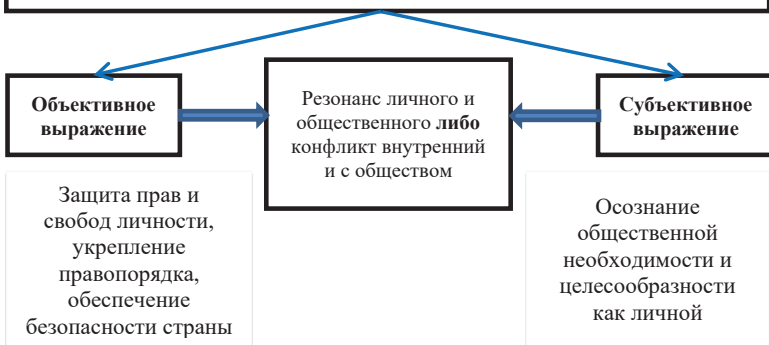 Объективное
выражение
Резонанс личного и
общественного либо
конфликт внутренний
и с обществом
Субъективное
выражение
Защита прав и
свобод личности,
укрепление
правопорядка,
обеспечение
безопасности страны
Осознание
общественной
необходимости и
целесообразности
как личной